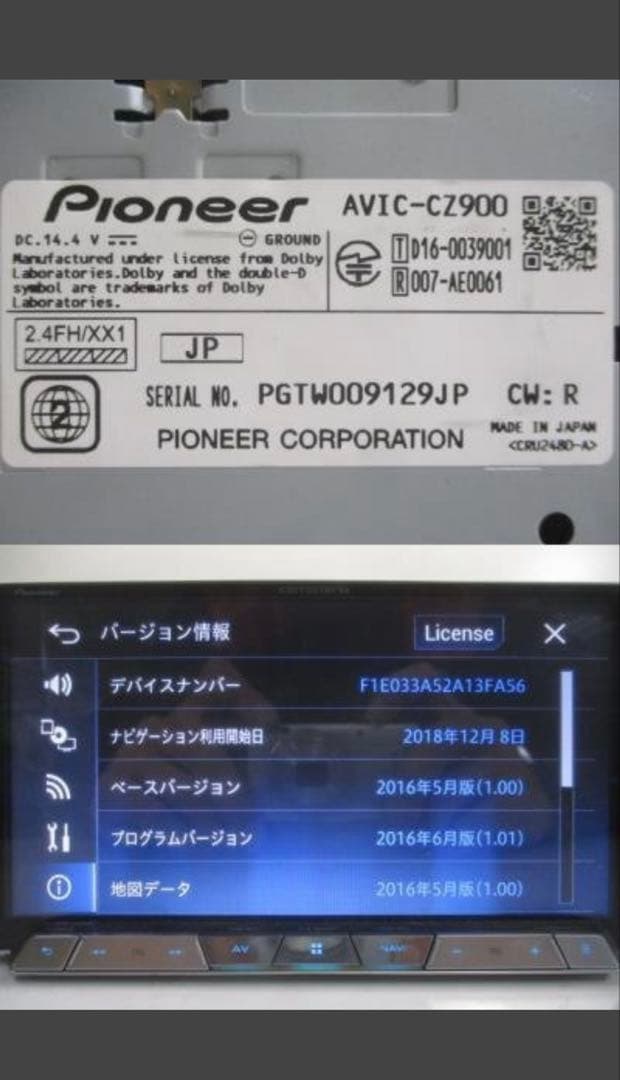 Pioneer AVIC-CZ900
DC.14.4 V GROUND
Manufactured under license from Dolby
Laboratories.Dolby and the double-D
symbol are trademarks of Dolby
Laboratories.
T D16-0039001
R 007-AE0061
2.4FH/XX1
JP
2
SERIAL NO. PGTW009129JP CW: R
PIONEER CORPORATION
MADE IN JAPAN
<CRU2480-A>
バージョン情報 License
デバイスナンバー F1E033A52A13FA56
ナビゲーション利用開始日 2018年12月 8日
ベースバージョン 2016年5月版(1.00)
プログラムバージョン 2016年6月版(1.01)
地図データ 2016年5月版(1.00)
AV NAVI